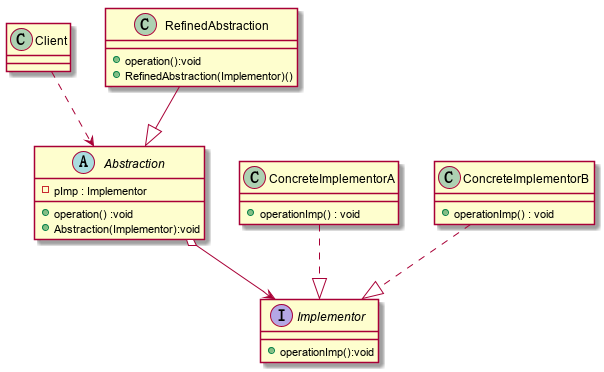 C Client
C RefinedAbstraction
operation():void
RefinedAbstraction(Implementor)()
A Abstraction
pImp : Implementor
operation() :void
Abstraction(Implementor):void
C ConcreteImplementorA
operationImp() : void
C ConcreteImplementorB
operationImp() : void
I Implementor
operationImp():void